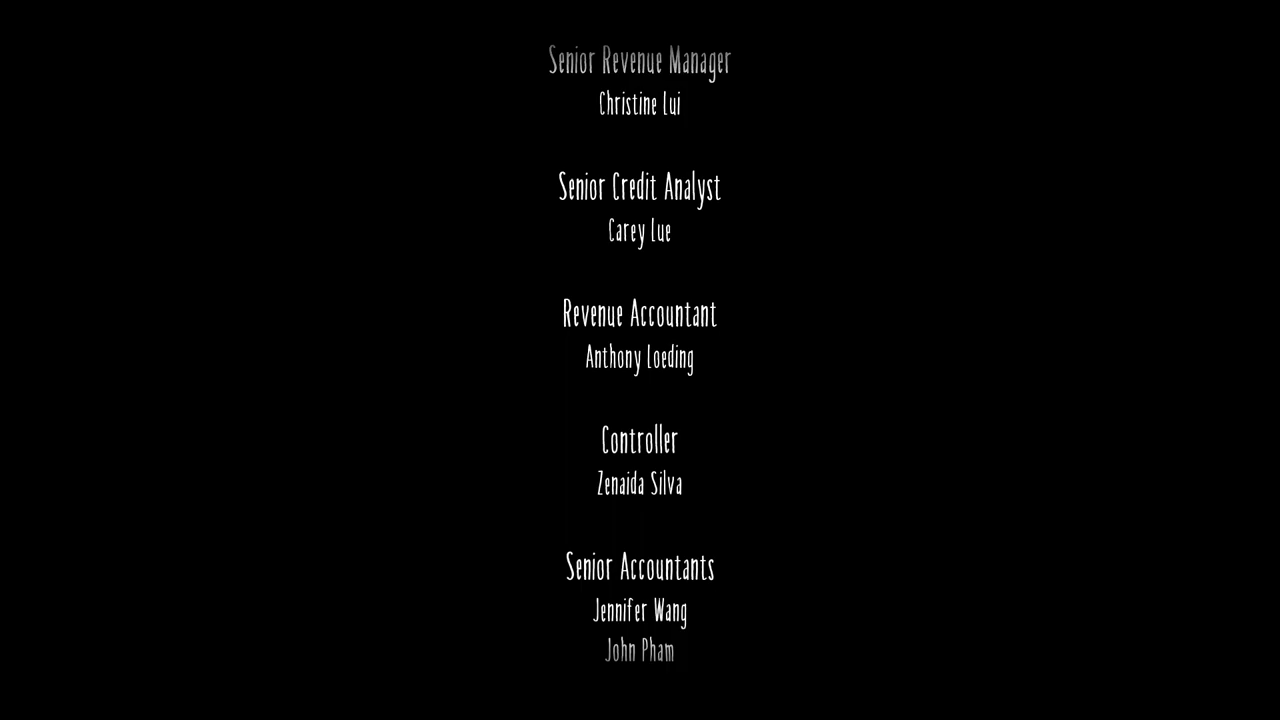 Senior Revenue Manager
Christine Lui
Senior Credit Analyst
Carey Lue
Revenue Accountant
Anthony Loeding
Controller
Zenaida Silva
Senior Accountants
Jennifer Wang
John Pham